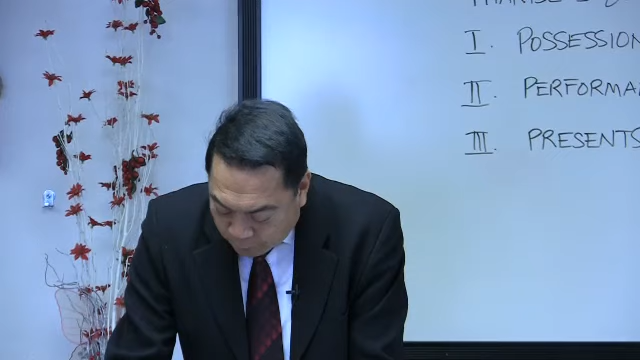 I. POSSESSION
II. PERFORMA
III. PRESENTS